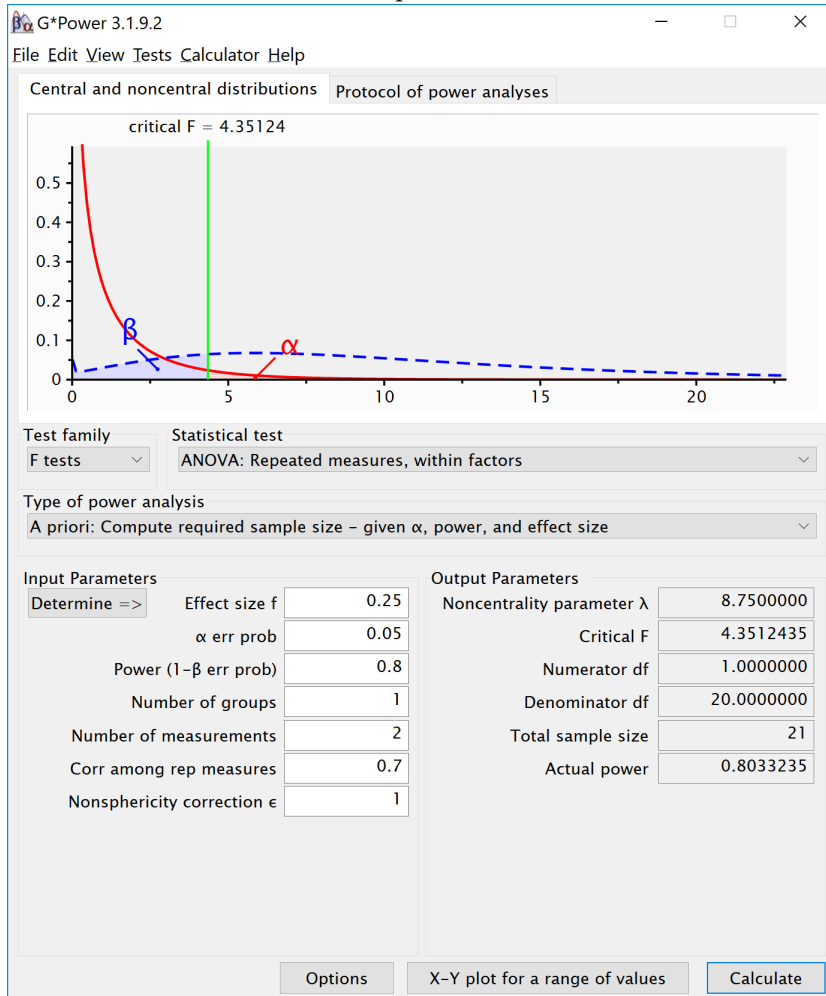 G*Power 3.1.9.2
File Edit View Tests Calculator Help
Central and noncentral distributions Protocol of power analyses
critical F = 4.35124
0.5
0.4
0.3
0.2
0.1
0
β
α
0 5 10 15 20
Test family Statistical test
F tests ANOVA: Repeated measures, within factors
Type of power analysis
A priori: Compute required sample size – given α, power, and effect size
Input Parameters Output Parameters
Determine => Effect size f 0.25 Noncentrality parameter λ 8.7500000
α err prob 0.05 Critical F 4.3512435
Power (1–β err prob) 0.8 Numerator df 1.0000000
Number of groups 1 Denominator df 20.0000000
Number of measurements 2 Total sample size 21
Corr among rep measures 0.7 Actual power 0.8033235
Nonsphericity correction ϵ 1
Options X–Y plot for a range of values Calculate